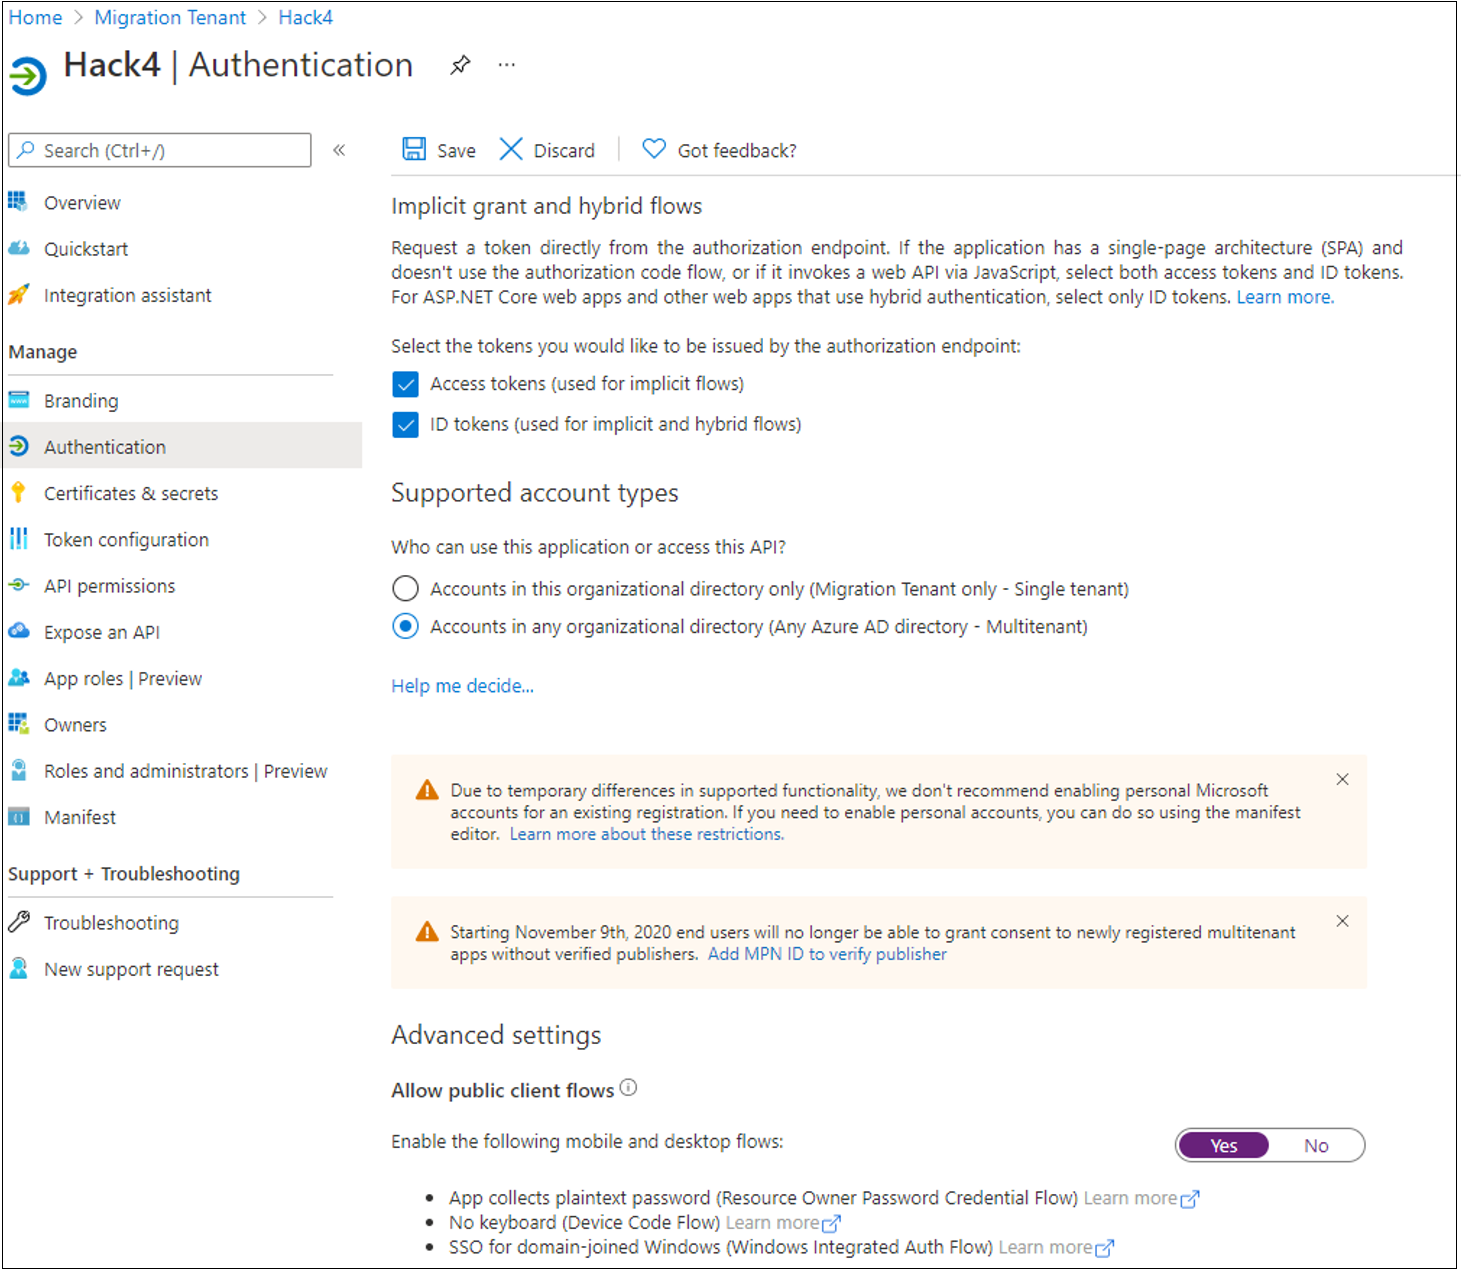 Home > Migration Tenant > Hack4
Hack4 | Authentication ...
Search (Ctrl+/) «
Overview
Quickstart
Integration assistant
Manage
Branding
Authentication
Certificates & secrets
Token configuration
API permissions
Expose an API
App roles | Preview
Owners
Roles and administrators | Preview
Manifest
Support + Troubleshooting
Troubleshooting
New support request
Save Discard Got feedback?
Implicit grant and hybrid flows
Request a token directly from the authorization endpoint. If the application has a single-page architecture (SPA) and
doesn't use the authorization code flow, or if it invokes a web API via JavaScript, select both access tokens and ID tokens.
For ASP.NET Core web apps and other web apps that use hybrid authentication, select only ID tokens. Learn more.
Select the tokens you would like to be issued by the authorization endpoint:
Access tokens (used for implicit flows)
ID tokens (used for implicit and hybrid flows)
Supported account types
Who can use this application or access this API?
Accounts in this organizational directory only (Migration Tenant only - Single tenant)
Accounts in any organizational directory (Any Azure AD directory - Multitenant)
Help me decide...
Due to temporary differences in supported functionality, we don't recommend enabling personal Microsoft
accounts for an existing registration. If you need to enable personal accounts, you can do so using the manifest
editor. Learn more about these restrictions.
Starting November 9th, 2020 end users will no longer be able to grant consent to newly registered multitenant
apps without verified publishers. Add MPN ID to verify publisher
Advanced settings
Allow public client flows
Enable the following mobile and desktop flows: Yes No
• App collects plaintext password (Resource Owner Password Credential Flow) Learn more
• No keyboard (Device Code Flow) Learn more
• SSO for domain-joined Windows (Windows Integrated Auth Flow) Learn more